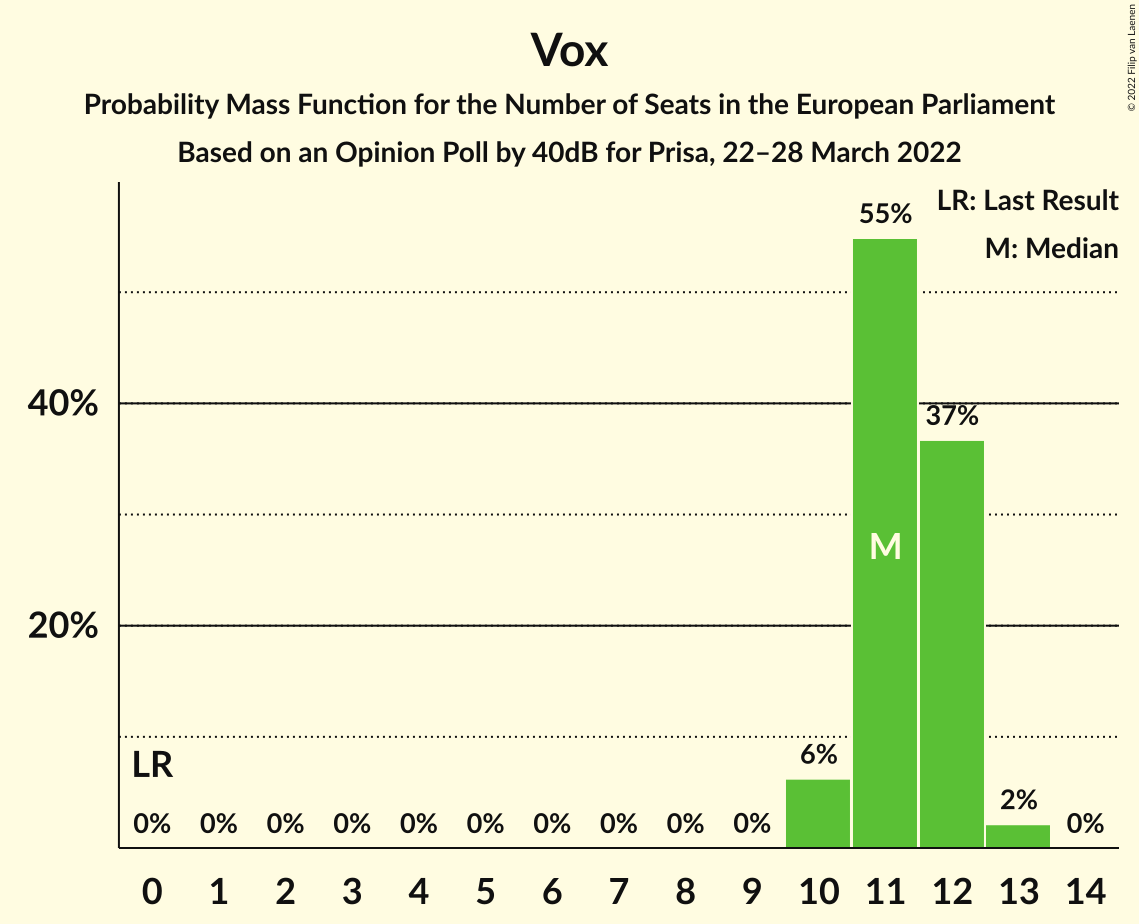 Vox
Probability Mass Function for the Number of Seats in the European Parliament
Based on an Opinion Poll by 40dB for Prisa, 22–28 March 2022
© 2022 Filip van Laenen
LR: Last Result
M: Median
55%
40%
37%
M
20%
LR
6%
2%
0% 0% 0% 0% 0% 0% 0% 0% 0% 0% 0%
0 1 2 3 4 5 6 7 8 9 10 11 12 13 14